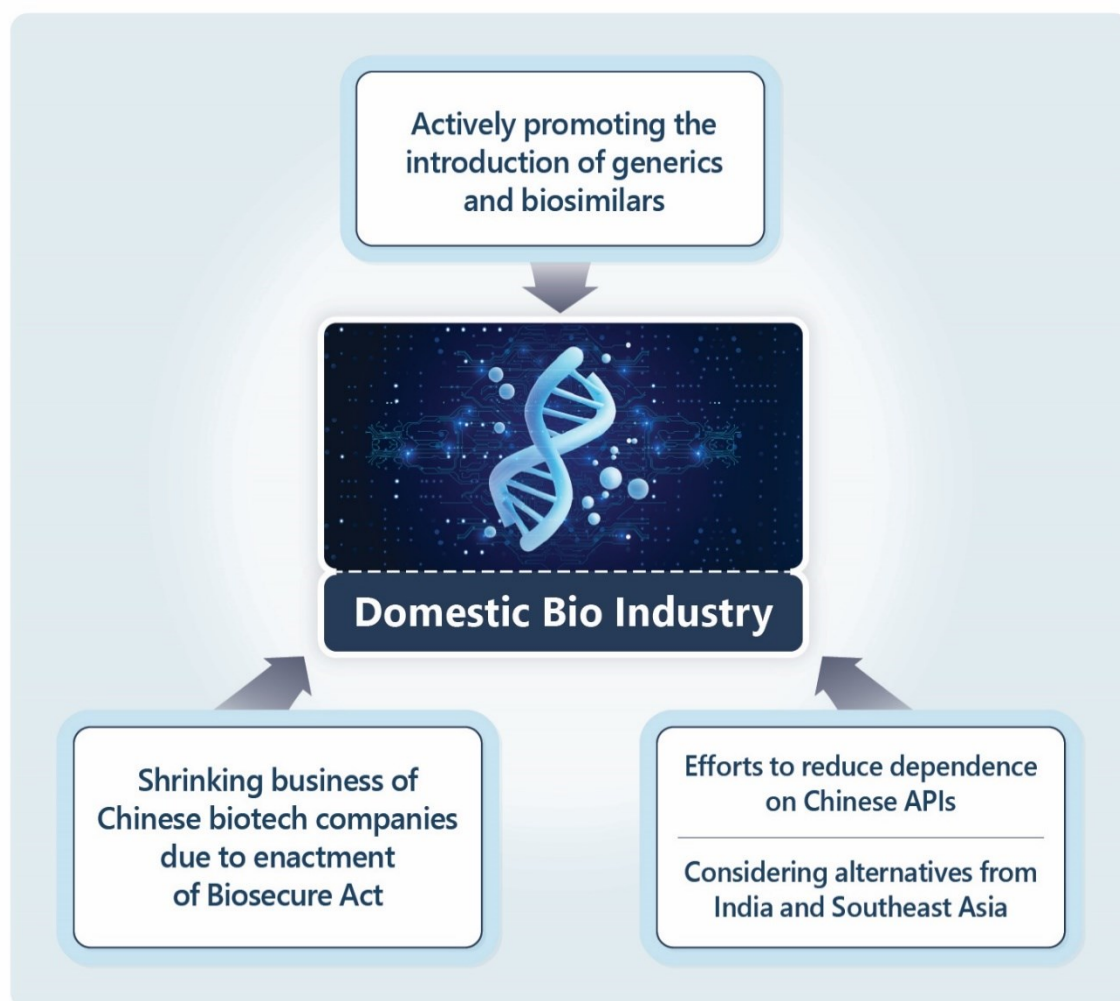 Actively promoting the
introduction of generics
and biosimilars
Domestic Bio Industry
Shrinking business of
Chinese biotech companies
due to enactment
of Biosecure Act
Efforts to reduce dependence
on Chinese APIs
Considering alternatives from
India and Southeast Asia